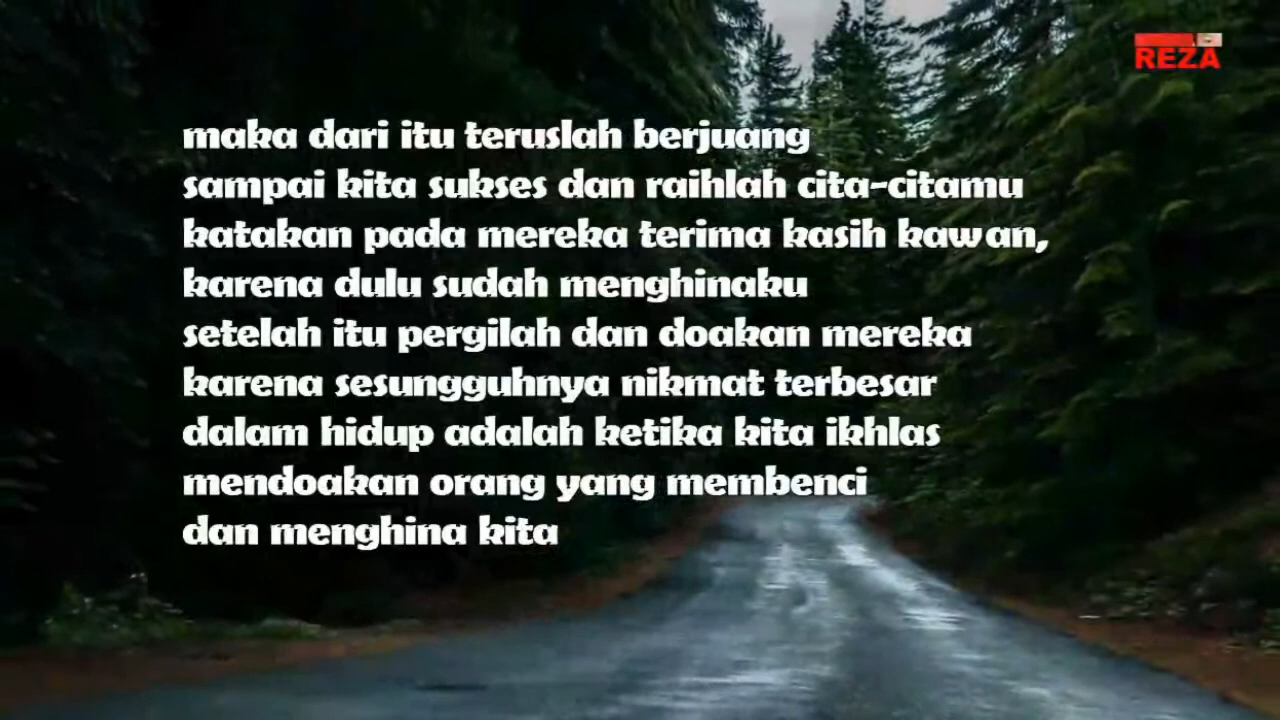 REZA
maka dari itu teruslah berjuang
sampai kita sukses dan raihlah cita-citamu
katakan pada mereka terima kasih kawan,
karena dulu sudah menghinaku
setelah itu pergilah dan doakan mereka
karena sesungguhnya nikmat terbesar
dalam hidup adalah ketika kita ikhlas
mendoakan orang yang membenci
dan menghina kita